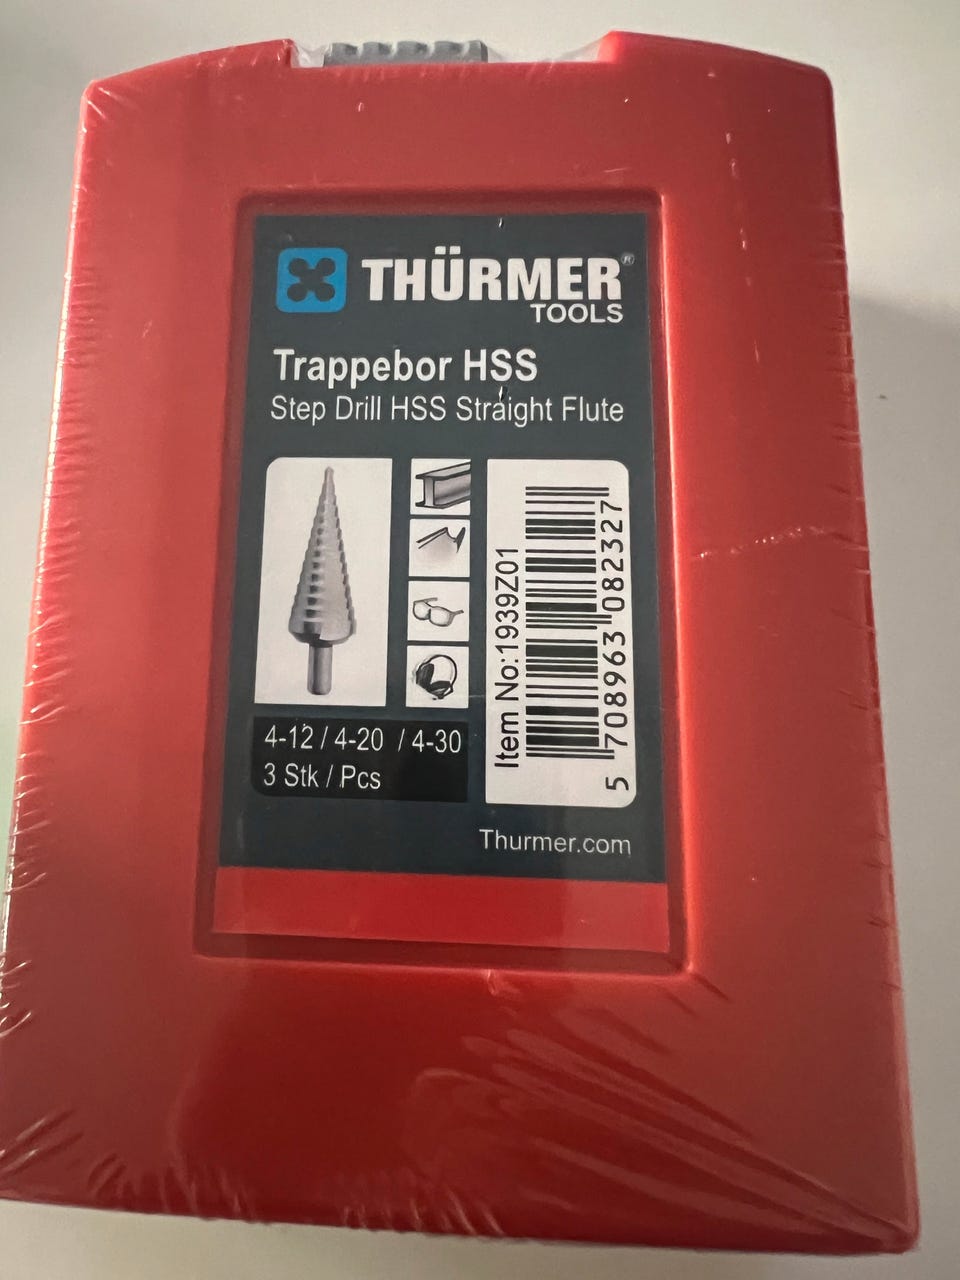 THÜRMER®
TOOLS
Trappebor HSS
Step Drill HSS Straight Flute
4-12 / 4-20 / 4-30
3 Stk / Pcs
Item No:1939Z01
5 708963 082327
Thurmer.com